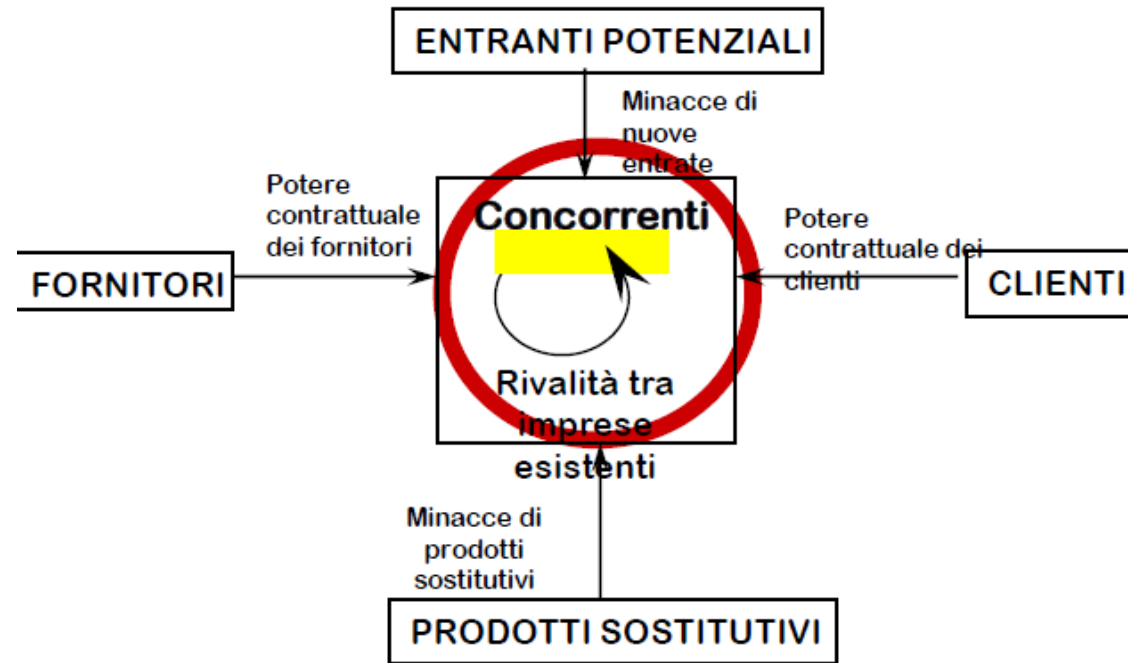 ENTRANTI POTENZIALI
Minacce di
nuove
entrate
Potere
contrattuale
dei fornitori
Concorrenti
Potere
contrattuale dei
clienti
FORNITORI
CLIENTI
Rivalità tra
imprese
esistenti
Minacce di
prodotti
sostitutivi
PRODOTTI SOSTITUTIVI